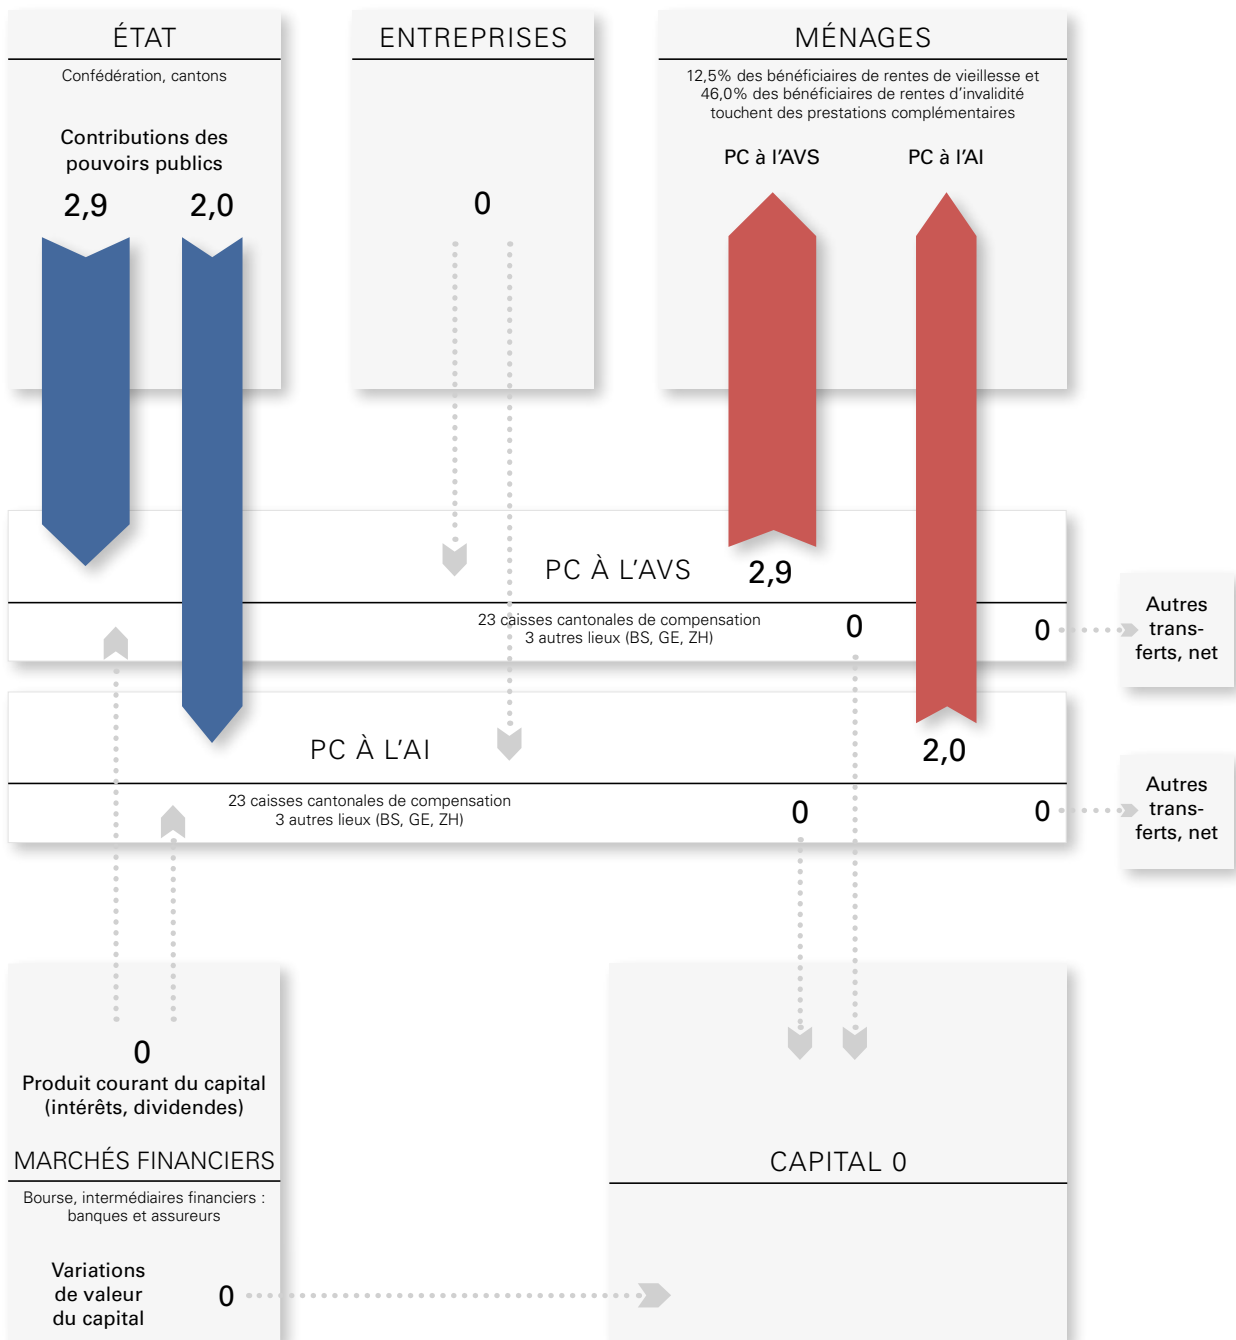 ÉTAT
Confédération, cantons
Contributions des
pouvoirs publics
2,9
2,0
ENTREPRISES
0
MÉNAGES
12,5% des bénéficiaires de rentes de vieillesse et
46,0% des bénéficiaires de rentes d'invalidité
touchent des prestations complémentaires
PC à l'AVS
PC à l'AI
PC À L'AVS
2,9
23 caisses cantonales de compensation
3 autres lieux (BS, GE, ZH)
0
0
Autres
trans-
ferts, net
PC À L'AI
2,0
23 caisses cantonales de compensation
3 autres lieux (BS, GE, ZH)
0
0
Autres
trans-
ferts, net
0
Produit courant du capital
(intérêts, dividendes)
MARCHÉS FINANCIERS
Bourse, intermédiaires financiers :
banques et assureurs
Variations
de valeur
du capital
0
CAPITAL 0